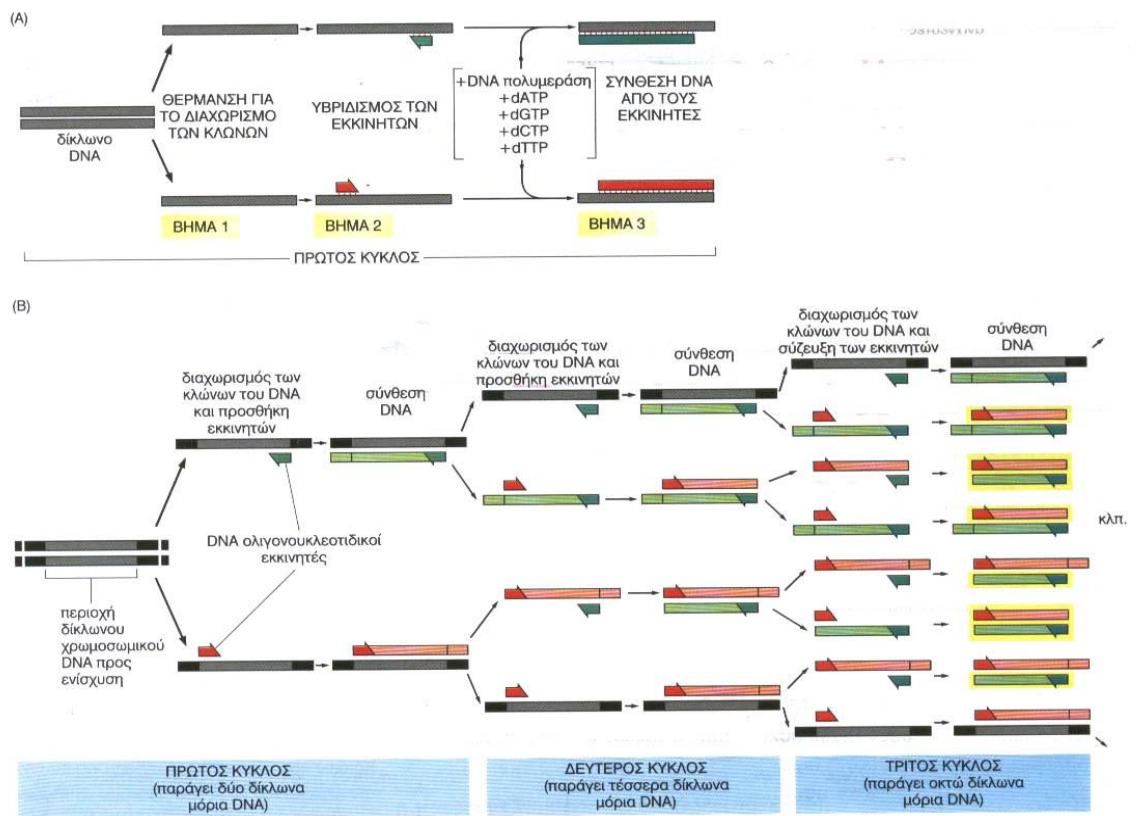 (A)
δίκλωνο
DNA
ΘΕΡΜΑΝΣΗ ΓΙΑ
ΤΟ ΔΙΑΧΩΡΙΣΜΟ
ΤΩΝ ΚΛΩΝΩΝ
ΥΒΡΙΔΙΣΜΟΣ ΤΩΝ
ΕΚΚΙΝΗΤΩΝ
+DNA πολυμεράση
+dATP
+dGTP
+dCTP
+dTTP
ΣΥΝΘΕΣΗ DNA
ΑΠΟ ΤΟΥΣ
ΕΚΚΙΝΗΤΕΣ
ΒΗΜΑ 1
ΒΗΜΑ 2
ΒΗΜΑ 3
ΠΡΩΤΟΣ ΚΥΚΛΟΣ
(B)
διαχωρισμός των
κλώνων του DNA
και προσθήκη
εκκινητών
σύνθεση
DNA
διαχωρισμός των
κλώνων του DNA και
προσθήκη εκκινητών
σύνθεση
DNA
διαχωρισμός των
κλώνων του DNA και
σύζευξη των εκκινητών
σύνθεση
DNA
DNA ολιγονουκλεοτιδικοί
εκκινητές
κλπ.
περιοχή
δίκλωνου
χρωμοσωμικού
DNA προς
ενίσχυση
ΠΡΩΤΟΣ ΚΥΚΛΟΣ
(παράγει δύο δίκλωνα
μόρια DNA)
ΔΕΥΤΕΡΟΣ ΚΥΚΛΟΣ
(παράγει τέσσερα δίκλωνα
μόρια DNA)
ΤΡΙΤΟΣ ΚΥΚΛΟΣ
(παράγει οκτώ δίκλωνα
μόρια DNA)